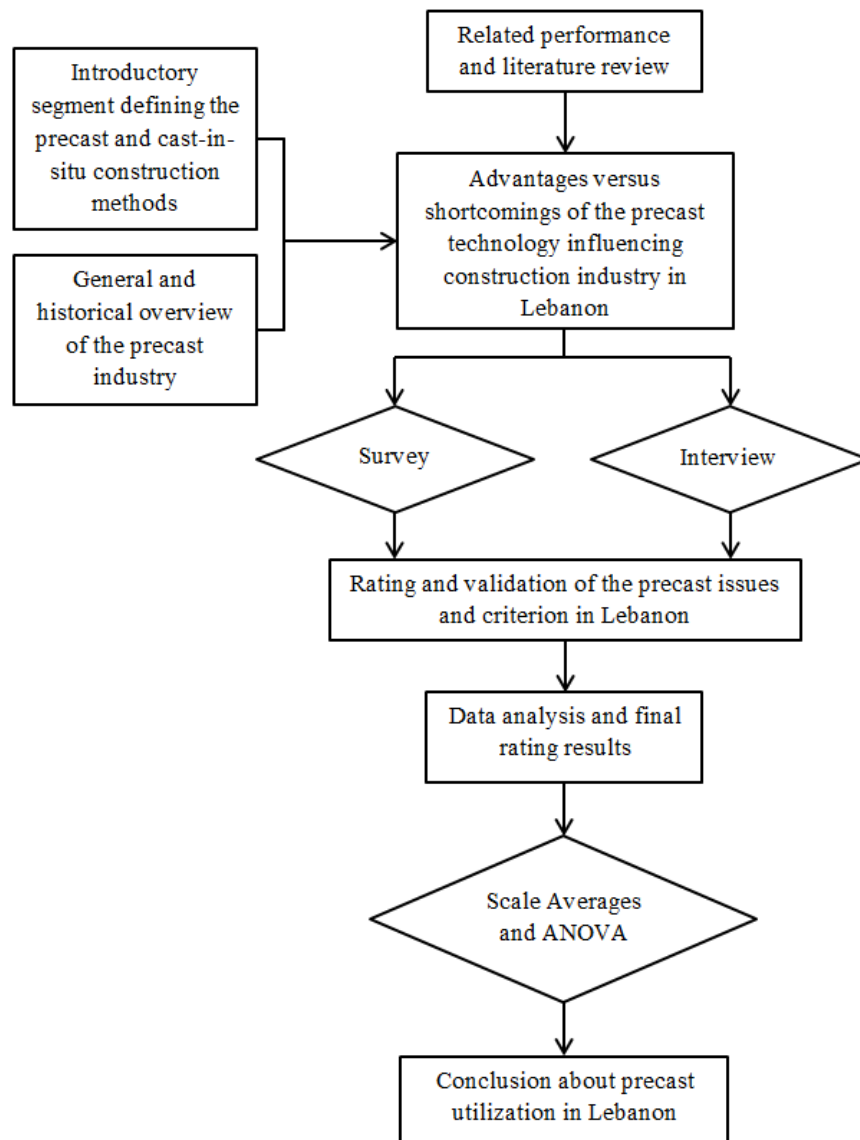 Related performance
and literature review
Introductory
segment defining the
precast and cast-in-
situ construction
methods
General and
historical overview
of the precast
industry
Advantages versus
shortcomings of the precast
technology influencing
construction industry in
Lebanon
Survey
Interview
Rating and validation of the precast issues
and criterion in Lebanon
Data analysis and final
rating results
Scale Averages
and ANOVA
Conclusion about precast
utilization in Lebanon